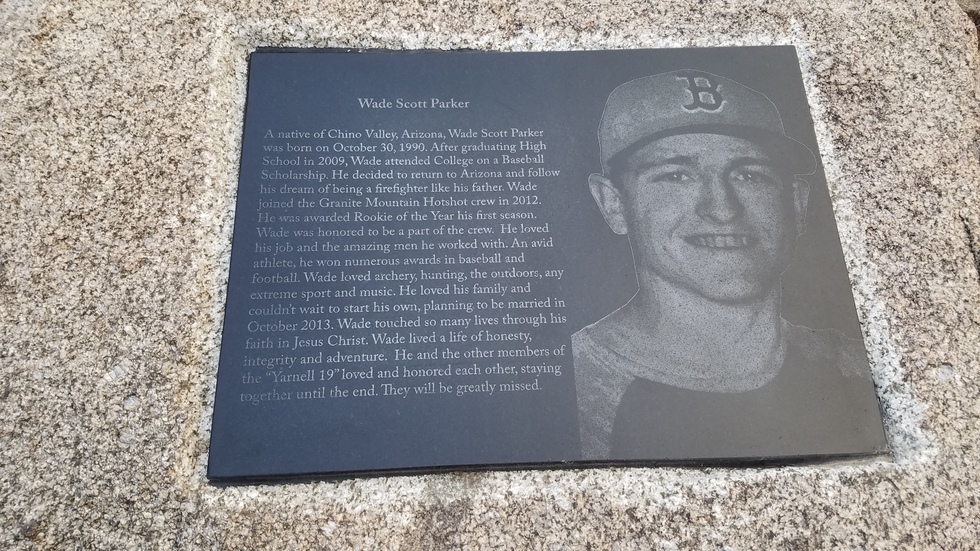 Wade Scott Parker
A native of Chino Valley, Arizona, Wade Scott Parker
was born on October 30, 1990. After graduating High
School in 2009, Wade attended College on a Baseball
Scholarship. He decided to return to Arizona and follow
his dream of being a firefighter like his father. Wade
joined the Granite Mountain Hotshot crew in 2012.
He was awarded Rookie of the Year his first season.
Wade was honored to be a part of the crew. He loved
his job and the amazing men he worked with. An avid
athlete, he won numerous awards in baseball and
football. Wade loved archery, hunting, the outdoors, any
extreme sport and music. He loved his family and
couldn't wait to start his own, planning to be married in
October 2013. Wade touched so many lives through his
faith in Jesus Christ. Wade lived a life of honesty,
integrity and adventure. He and the other members of
the "Yarnell 19" loved and honored each other, staying
together until the end. They will be greatly missed.
B